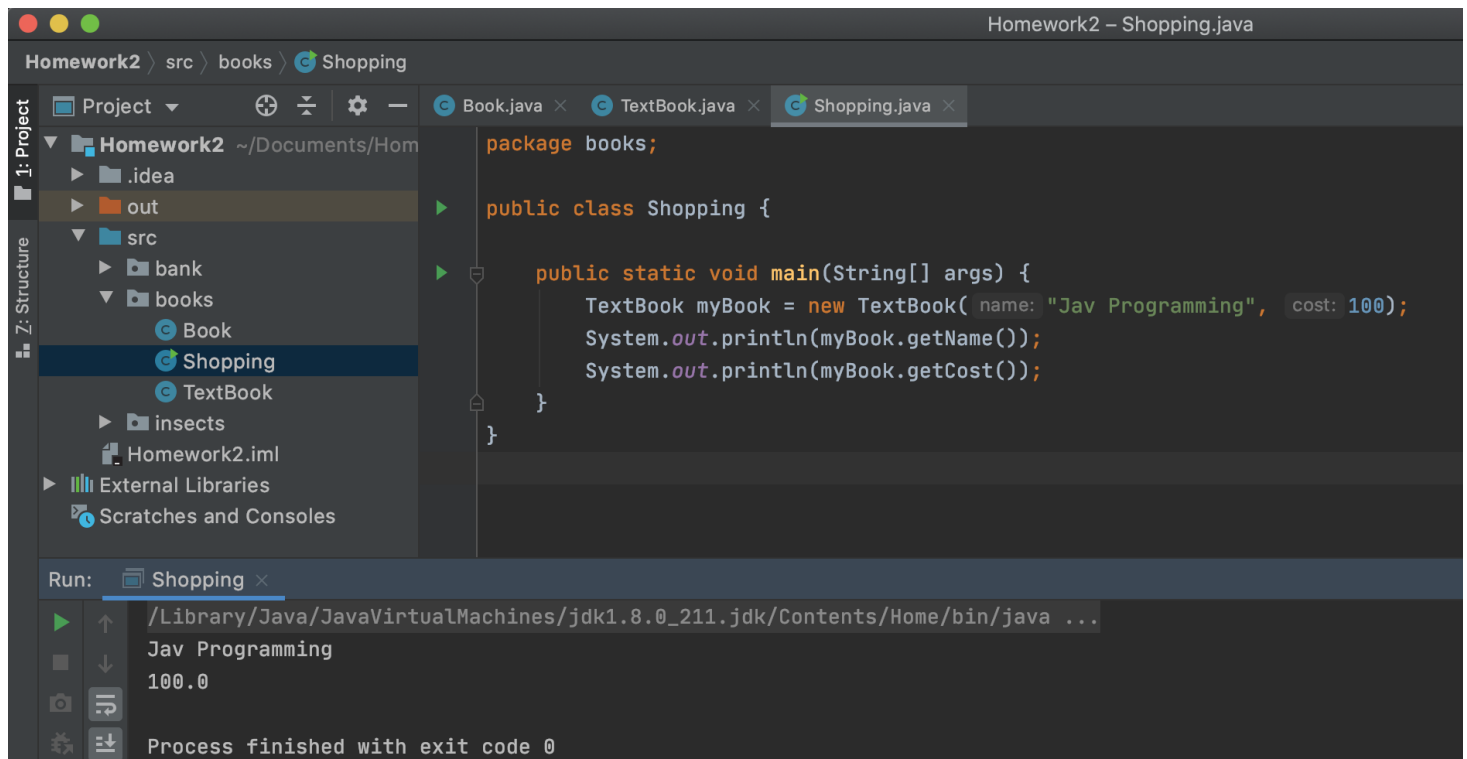 Homework2 – Shopping.java
Homework2 〉 src 〉 books 〉 Shopping
1: Project
Z: Structure
Project
Homework2 ~/Documents/Hom
.idea
out
src
bank
books
Book
Shopping
TextBook
insects
Homework2.iml
External Libraries
Scratches and Consoles
Book.java TextBook.java Shopping.java
package books;
public class Shopping {
public static void main(String[] args) {
TextBook myBook = new TextBook( name: "Jav Programming", cost: 100);
System.out.println(myBook.getName());
System.out.println(myBook.getCost());
}
}
Run: Shopping
/Library/Java/JavaVirtualMachines/jdk1.8.0_211.jdk/Contents/Home/bin/java ...
Jav Programming
100.0
Process finished with exit code 0